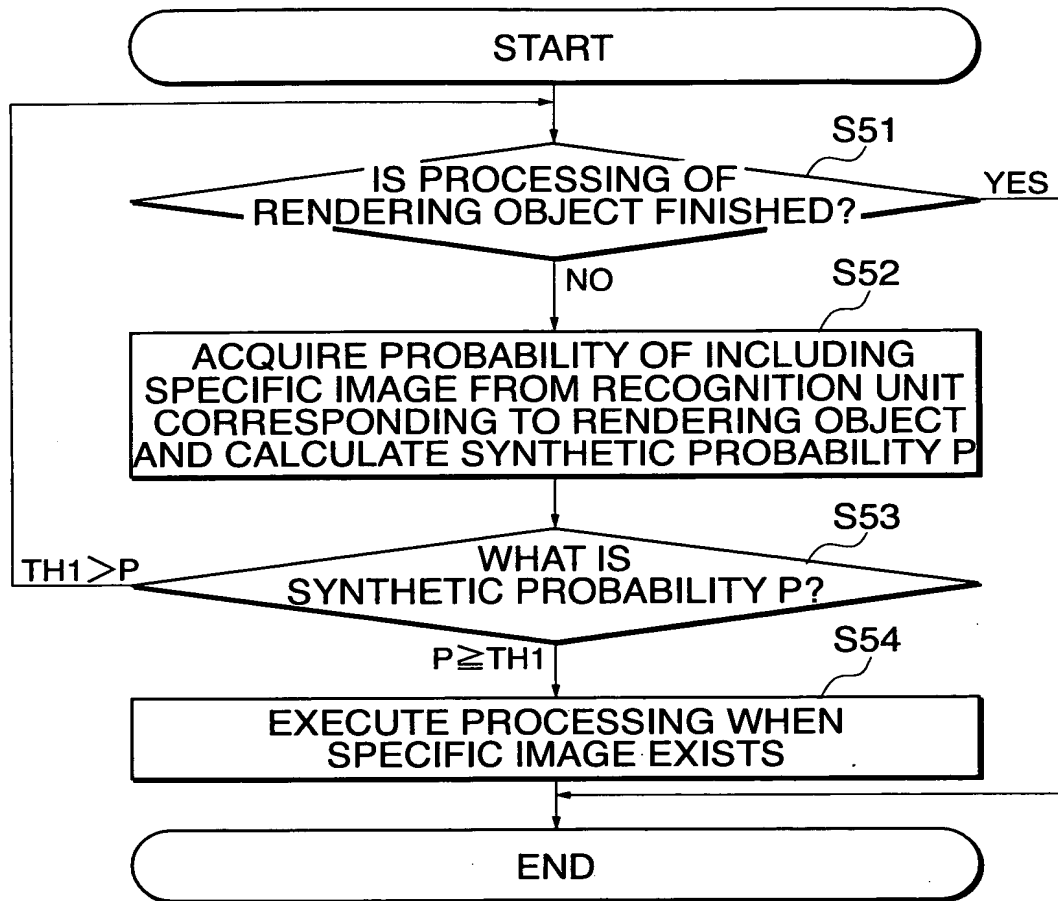 START
S51
IS PROCESSING OF
RENDERING OBJECT FINISHED?
YES
NO
S52
ACQUIRE PROBABILITY OF INCLUDING
SPECIFIC IMAGE FROM RECOGNITION UNIT
CORRESPONDING TO RENDERING OBJECT
AND CALCULATE SYNTHETIC PROBABILITY P
S53
WHAT IS
SYNTHETIC PROBABILITY P?
TH1>P
P≧TH1
S54
EXECUTE PROCESSING WHEN
SPECIFIC IMAGE EXISTS
END